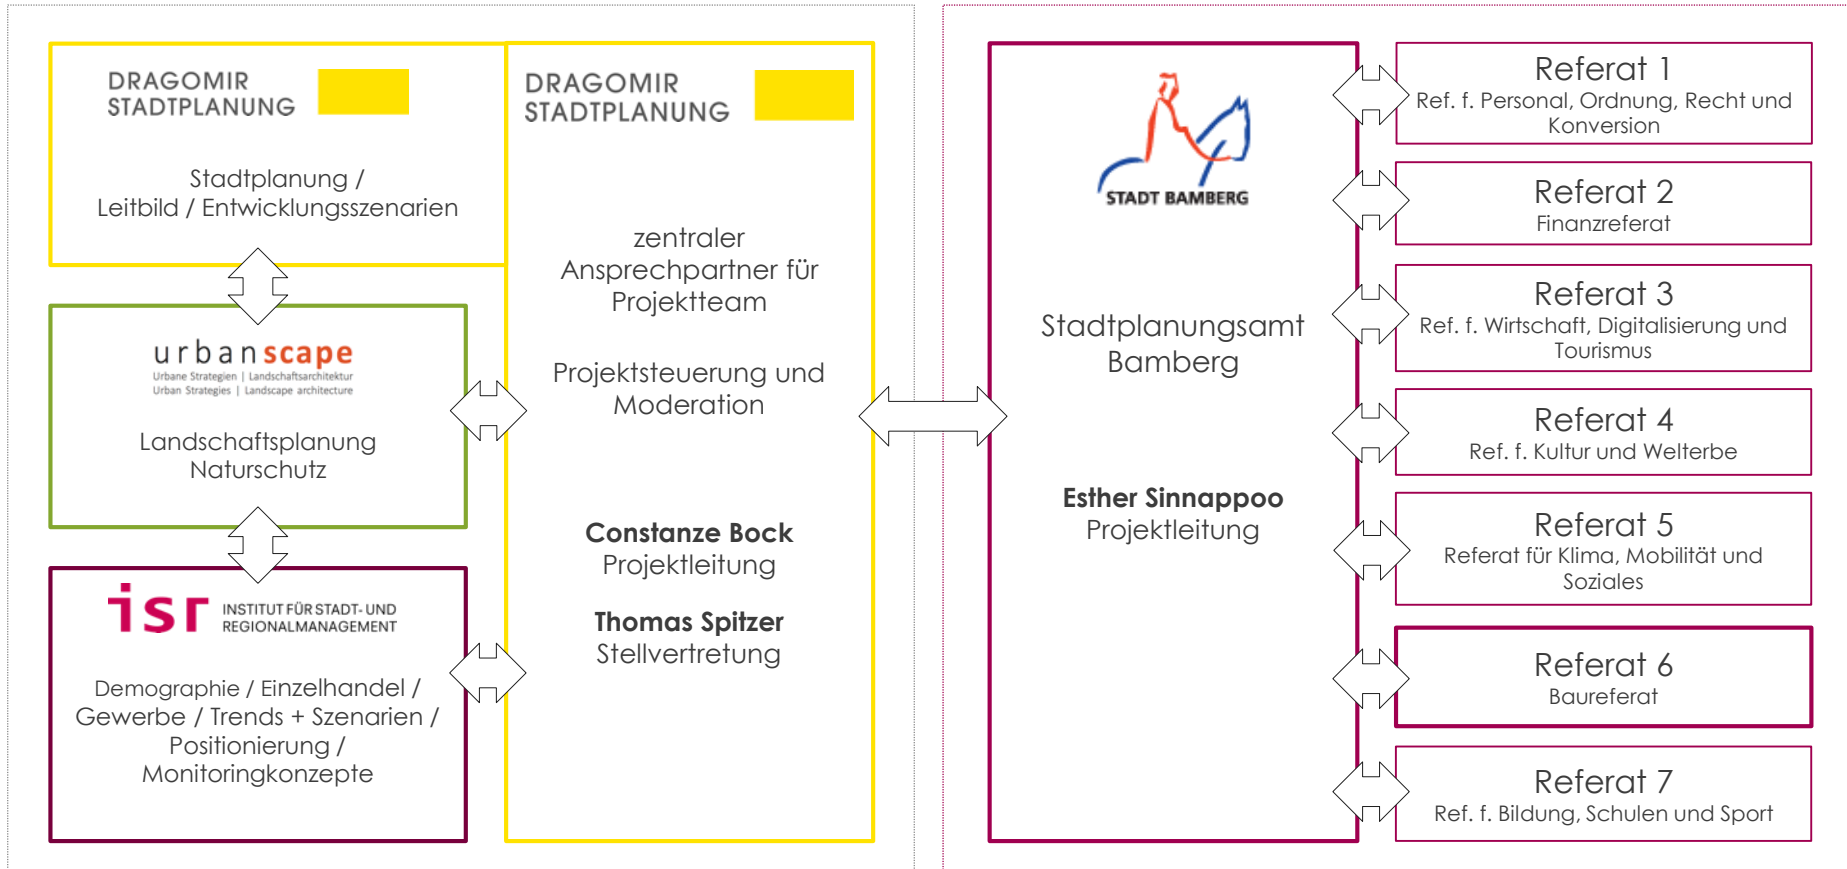 DRAGOMIR
STADTPLANUNG
Stadtplanung /
Leitbild / Entwicklungsszenarien
urbanscape
Urbane Strategien | Landschaftsarchitektur
Urban Strategies | Landscape architecture
Landschaftsplanung
Naturschutz
isr INSTITUT FÜR STADT- UND
REGIONALMANAGEMENT
Demographie / Einzelhandel /
Gewerbe / Trends + Szenarien /
Positionierung /
Monitoringkonzepte
DRAGOMIR
STADTPLANUNG
zentraler
Ansprechpartner für
Projektteam
Projektsteuerung und
Moderation
Constanze Bock
Projektleitung
Thomas Spitzer
Stellvertretung
STADT BAMBERG
Stadtplanungsamt
Bamberg
Esther Sinnappoo
Projektleitung
Referat 1
Ref. f. Personal, Ordnung, Recht und
Konversion
Referat 2
Finanzreferat
Referat 3
Ref. f. Wirtschaft, Digitalisierung und
Tourismus
Referat 4
Ref. f. Kultur und Welterbe
Referat 5
Referat für Klima, Mobilität und
Soziales
Referat 6
Baureferat
Referat 7
Ref. f. Bildung, Schulen und Sport